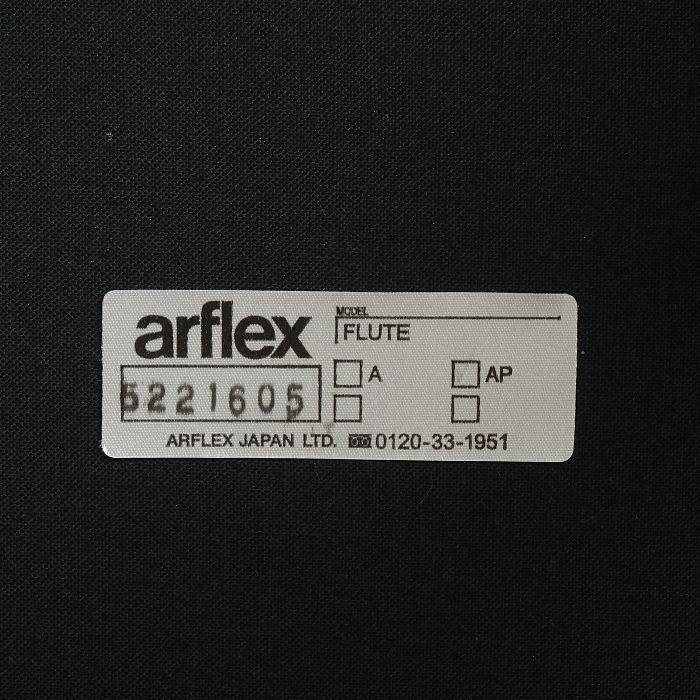 arflex
MODEL
FLUTE
A
AP
5221605
ARFLEX JAPAN LTD. 0120-33-1951